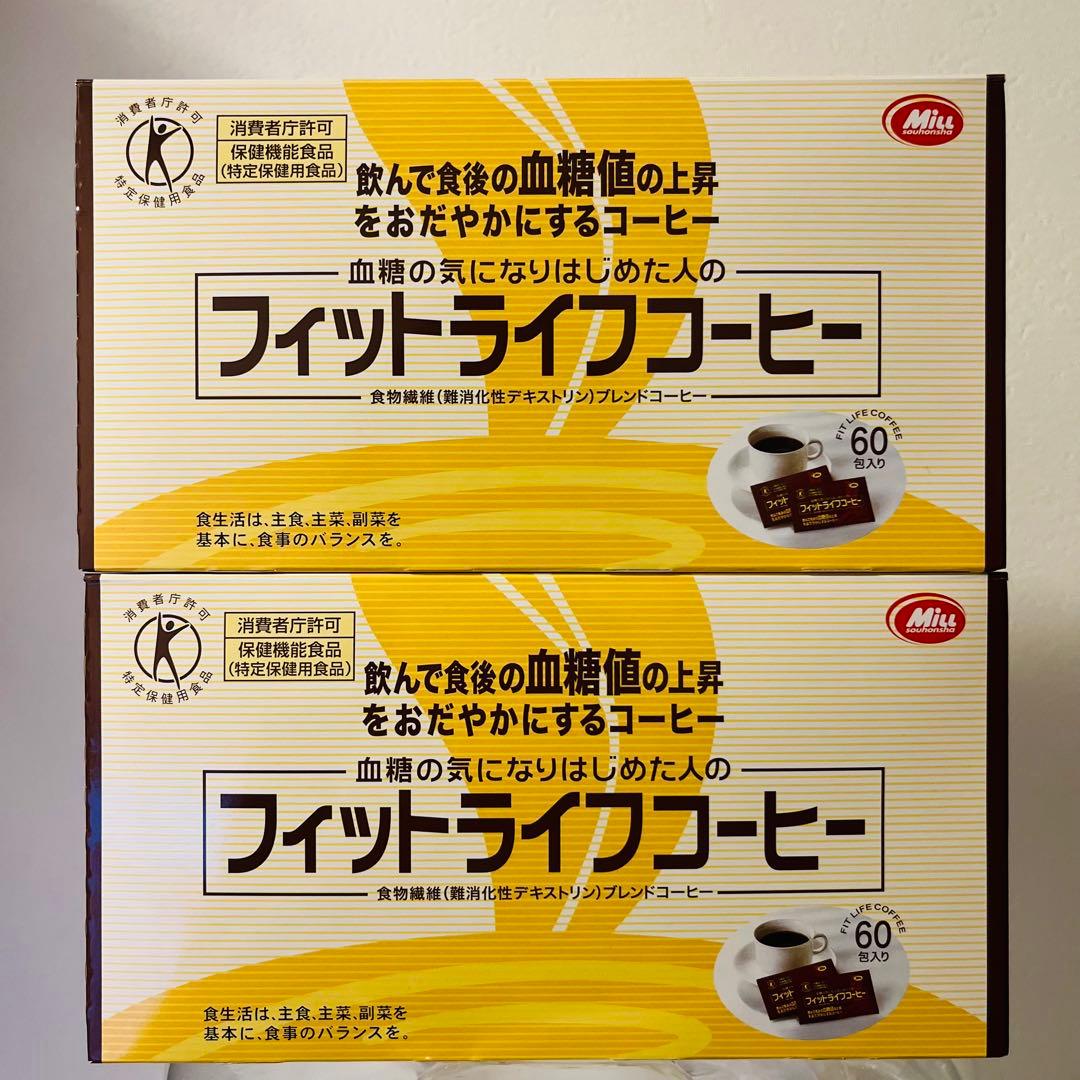 消費者庁許可
特定保健用食品
消費者庁許可
保健機能食品
(特定保健用食品)
Mill
souhonsha
飲んで食後の血糖値の上昇
をおだやかにするコーヒー
血糖の気になりはじめた人の
フィットライフコーヒー
食物繊維(難消化性デキストリン)ブレンドコーヒー
FIT LIFE COFFEE
60
包入り
フィット
フィットライフコーヒー
食生活は、主食、主菜、副菜を
基本に、食事のバランスを。
消費者庁許可
特定保健用食品
消費者庁許可
保健機能食品
(特定保健用食品)
Mill
souhonsha
飲んで食後の血糖値の上昇
をおだやかにするコーヒー
血糖の気になりはじめた人の
フィットライフコーヒー
食物繊維(難消化性デキストリン)ブレンドコーヒー
FIT LIFE COFFEE
60
包入り
フィット
フィットライフコーヒー
食生活は、主食、主菜、副菜を
基本に、食事のバランスを。